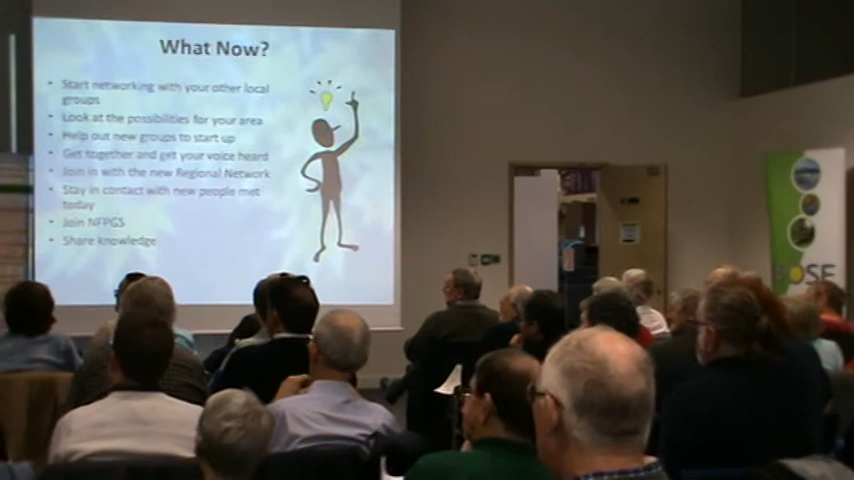 What Now?
• Start networking with your other local
groups
• Look at the possibilities for your area
• Help out new groups to start up
• Get together and get your voice heard
• Join in with the new Regional Network
• Stay in contact with new people met
today
• Join NFPGS
• Share knowledge